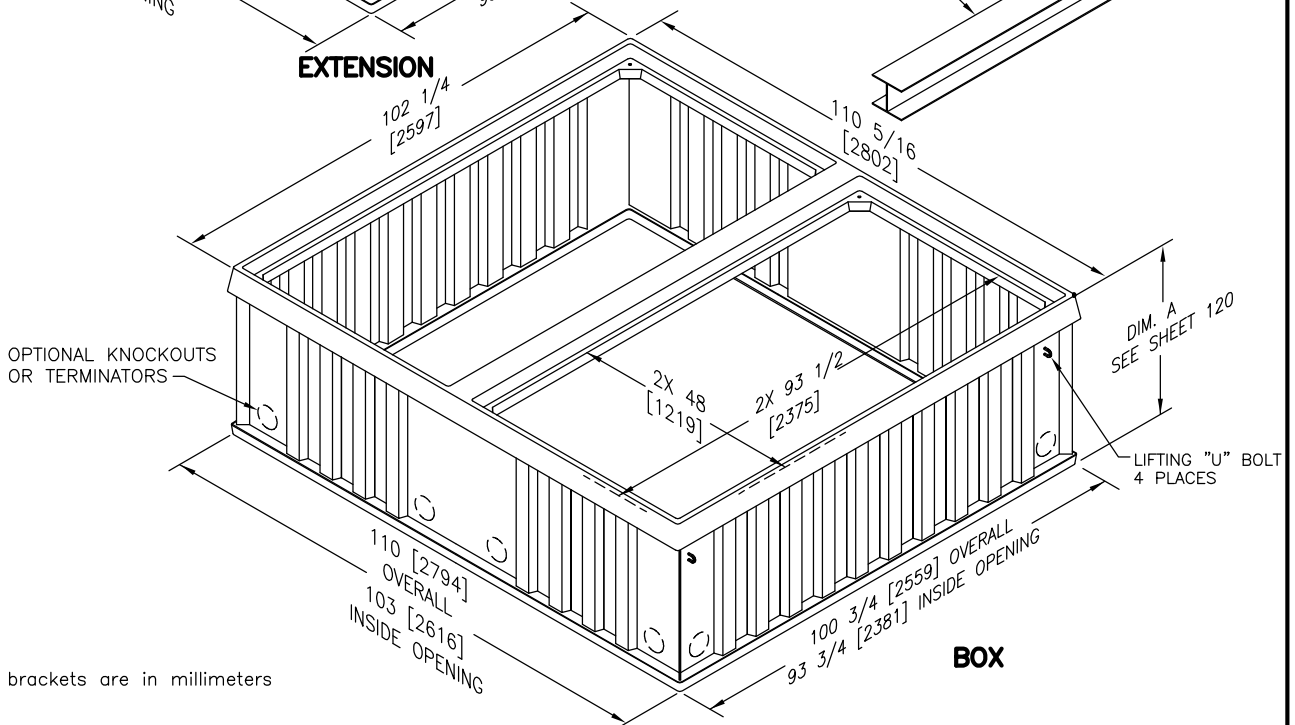 EXTENSION
102 1/4
[2597]
110 5/16
[2802]
DIM. A
SEE SHEET 120
OPTIONAL KNOCKOUTS
OR TERMINATORS
2X 48
[1219]
2X 93 1/2
[2375]
LIFTING "U" BOLT
4 PLACES
110 [2794]
OVERALL
103 [2616]
INSIDE OPENING
100 3/4 [2559] OVERALL
93 3/4 [2381] INSIDE OPENING
BOX
brackets are in millimeters